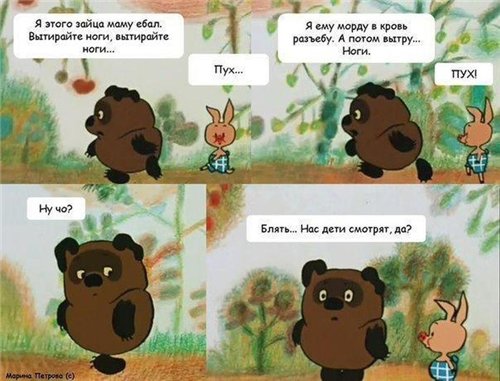 Я этого зайца маму ебал.
Вытирайте ноги, вытирайте
ноги...
Пух...
Я ему морду в кровь
разъебу. А потом вытру...
Ноги.
ПУХ!
Ну чо?
Блять... Нас дети смотрят, да?
Марина Петрова (c)